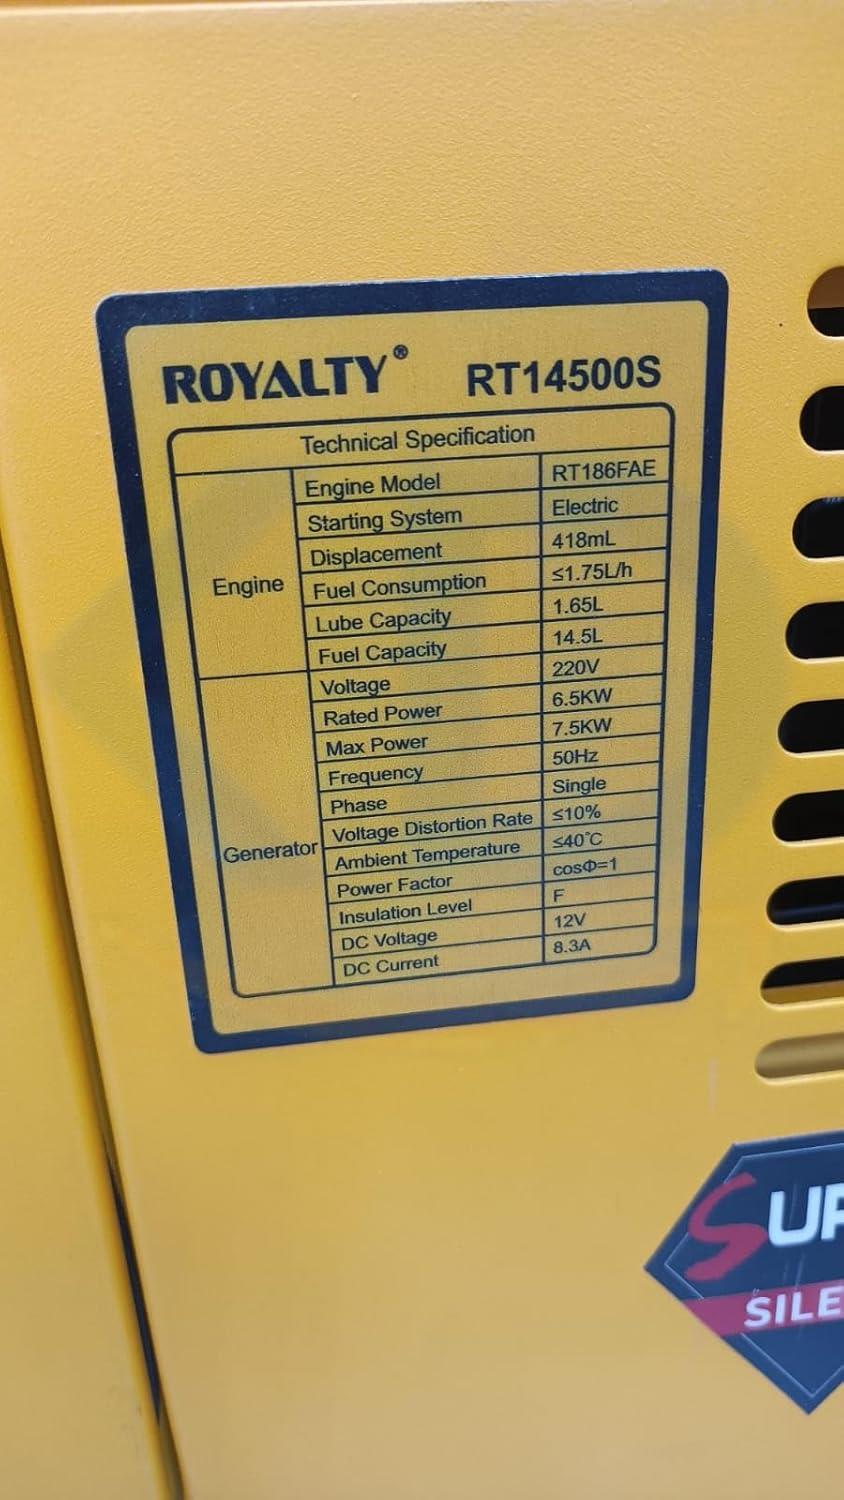 ROYALTY® RT14500S
Technical Specification
Engine
Engine Model RT186FAE
Starting System Electric
Displacement 418mL
Fuel Consumption ≤1.75L/h
Lube Capacity 1.65L
Fuel Capacity 14.5L
Generator
Voltage 220V
Rated Power 6.5KW
Max Power 7.5KW
Frequency 50Hz
Phase Single
Voltage Distortion Rate ≤10%
Ambient Temperature ≤40°C
Power Factor cosΦ=1
Insulation Level F
DC Voltage 12V
DC Current 8.3A
SUP
SILE